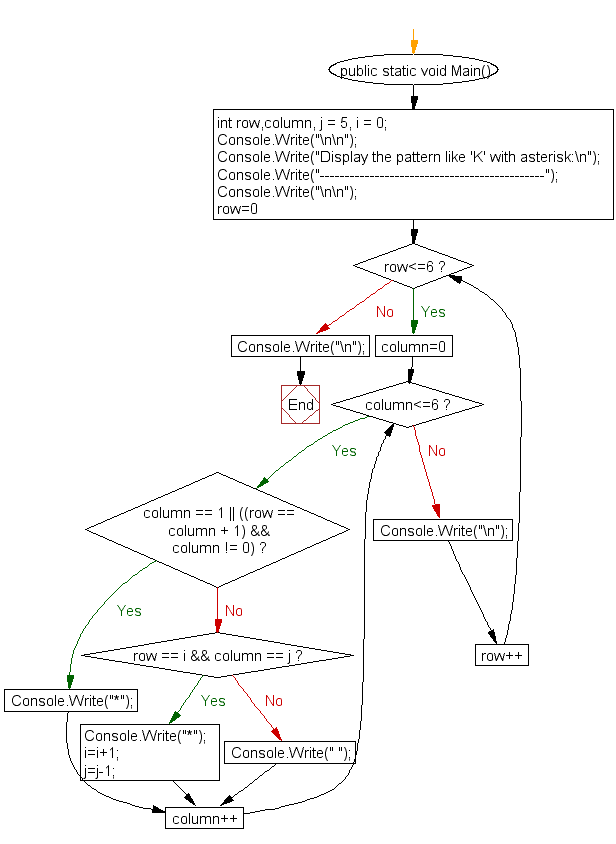 public static void Main()
int row,column, j = 5, i = 0;
Console.Write("\n\n");
Console.Write("Display the pattern like 'K' with asterisk:\n");
Console.Write("---------------------------------------------");
Console.Write("\n\n");
row=0
row<=6 ?
No
Yes
Console.Write("\n");
column=0
End
column<=6 ?
Yes
No
column == 1 || ((row ==
column + 1) &&
column != 0) ?
Console.Write("\n");
Yes
No
row++
row == i && column == j ?
Console.Write("*");
Yes
No
Console.Write("*");
i=i+1;
j=j-1;
Console.Write(" ");
column++